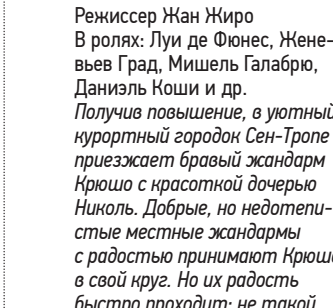 Режиссер Жан Жиро
В ролях: Луи де Фюнес, Жене-
вьев Град, Мишель Галабрю,
Даниэль Коши и др.
Получив повышение, в уютный
курортный городок Сен-Тропе
приезжает бравый жандарм
Крюшо с красоткой дочерью
Николь. Добрые, но недотепи-
стые местные жандармы
с радостью принимают Крюшо
в свой круг. Но их радость
быстро проходит: не такой